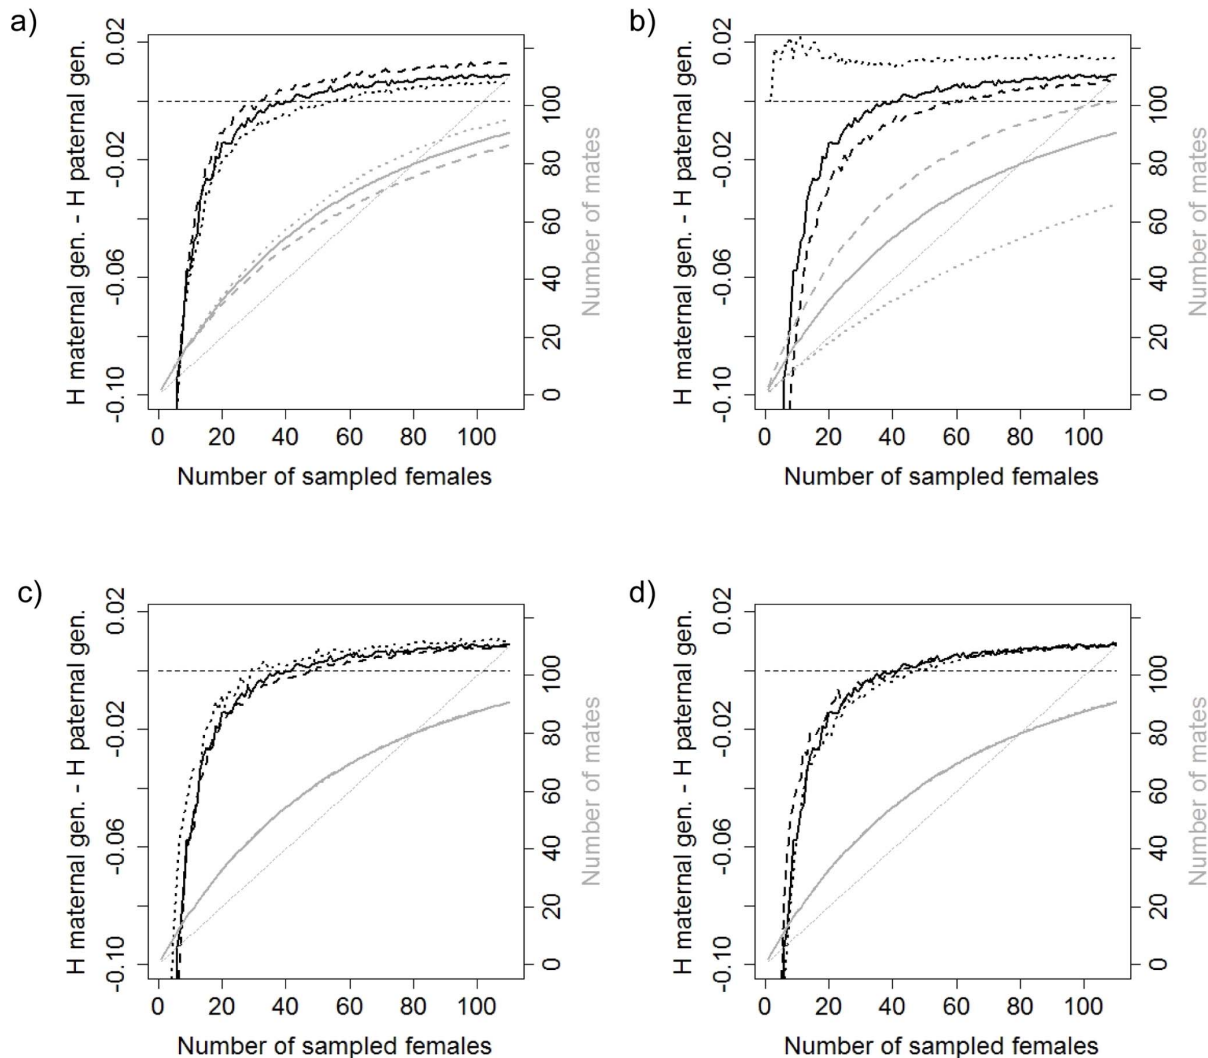 a)
H maternal gen. - H paternal gen.
0.02
-0.02
-0.06
-0.10
100
80
60
40
20
0
Number of mates
0 20 40 60 80 100
Number of sampled females
b)
H maternal gen. - H paternal gen.
0.02
-0.02
-0.06
-0.10
100
80
60
40
20
0
Number of mates
0 20 40 60 80 100
Number of sampled females
c)
H maternal gen. - H paternal gen.
0.02
-0.02
-0.06
-0.10
100
80
60
40
20
0
Number of mates
0 20 40 60 80 100
Number of sampled females
d)
H maternal gen. - H paternal gen.
0.02
-0.02
-0.06
-0.10
100
80
60
40
20
0
Number of mates
0 20 40 60 80 100
Number of sampled females